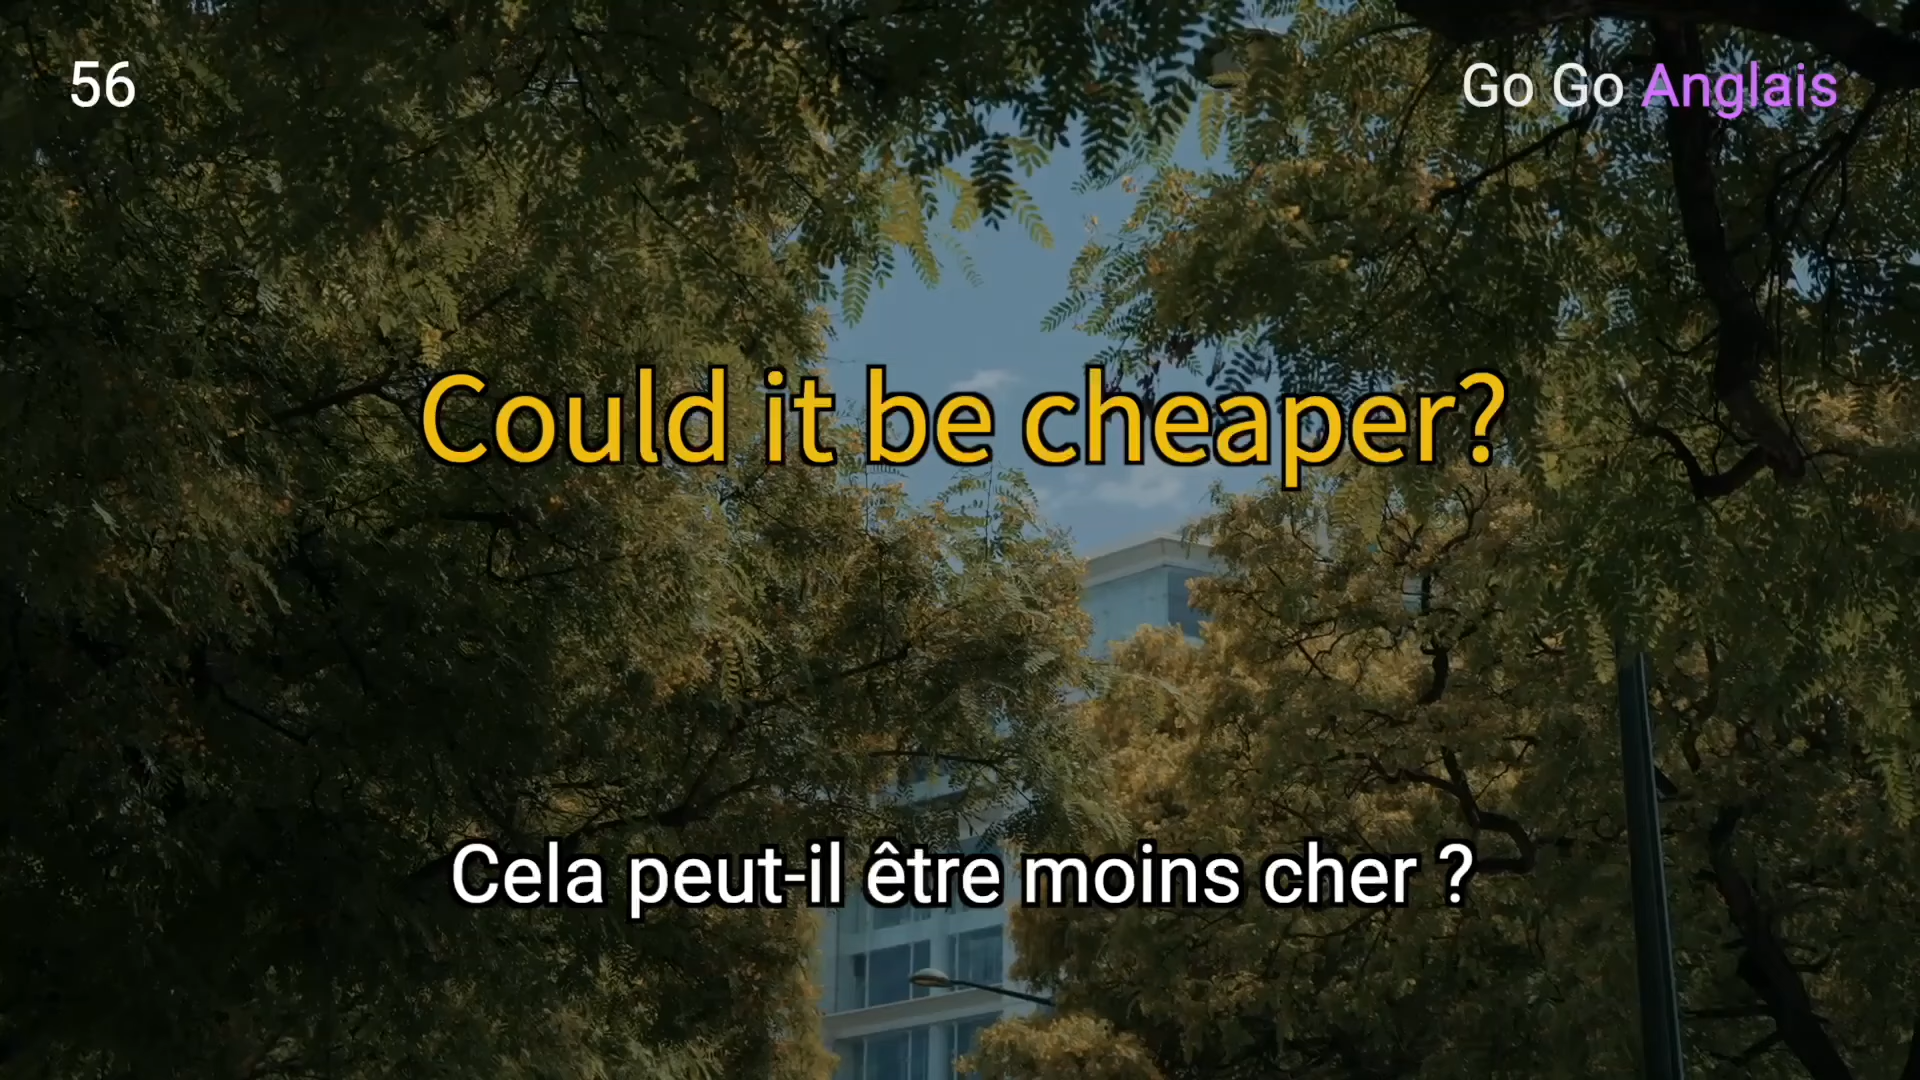 56
Go Go Anglais
Could it be cheaper?
Cela peut-il être moins cher ?